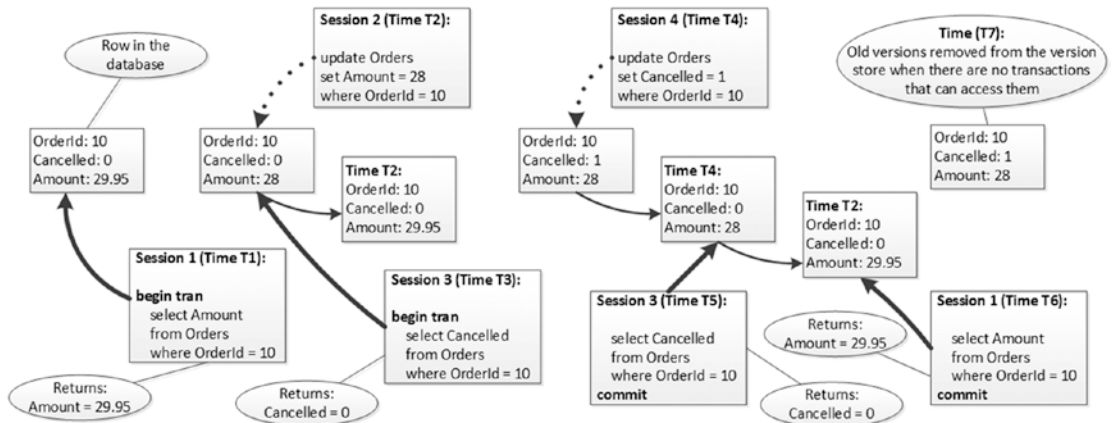 Row in the
database
OrderId: 10
Cancelled: 0
Amount: 29.95
Session 1 (Time T1):
begin tran
select Amount
from Orders
where OrderId = 10
Returns:
Amount = 29.95
Session 2 (Time T2):
update Orders
set Amount = 28
where OrderId = 10
OrderId: 10
Cancelled: 0
Amount: 28
Time T2:
OrderId: 10
Cancelled: 0
Amount: 29.95
Session 3 (Time T3):
begin tran
select Cancelled
from Orders
where OrderId = 10
Returns:
Cancelled = 0
Session 4 (Time T4):
update Orders
set Cancelled = 1
where OrderId = 10
OrderId: 10
Cancelled: 1
Amount: 28
Time T4:
OrderId: 10
Cancelled: 0
Amount: 28
Time T2:
OrderId: 10
Cancelled: 0
Amount: 29.95
Session 3 (Time T5):
select Cancelled
from Orders
where OrderId = 10
commit
Returns:
Cancelled = 0
Returns:
Amount = 29.95
Session 1 (Time T6):
select Amount
from Orders
where OrderId = 10
commit
Time (T7):
Old versions removed from the version
store when there are no transactions
that can access them
OrderId: 10
Cancelled: 1
Amount: 28